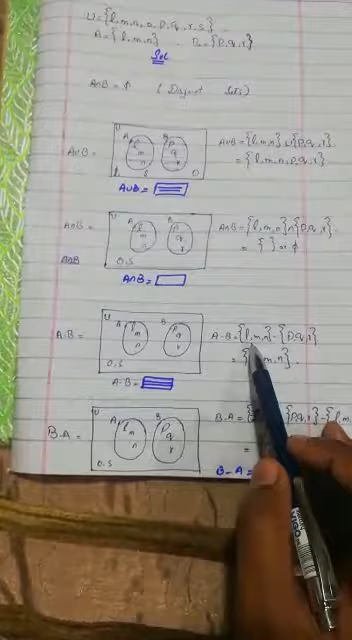 U={l,m,n,o,p,q,r,s}
A={l,m,n} B={p,q,r}
Sol
A∩B = φ (Disjoint Sets)
U
A∪B = A l m n B p q r A∪B = {l,m,n}∪{p,q,r}
= {l,m,n,p,q,r}
A∪B =
U
A∩B = A l m n B p q r A∩B = {l,m,n}∩{p,q,r}
= { } or φ
A∩B O,S
A∩B =
U
A-B = A l m n B p q r A-B = {l,m,n}-{p,q,r}
O,S = { m,n}
A-B =
U
B-A = A l m n B p q r B-A = {p,q,r}-{l,m
O,S =
B-A =